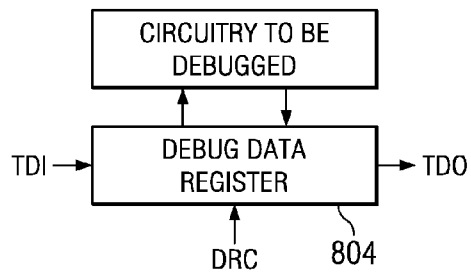 CIRCUITRY TO BE
DEBUGGED
TDI
DEBUG DATA
REGISTER
TDO
DRC
804